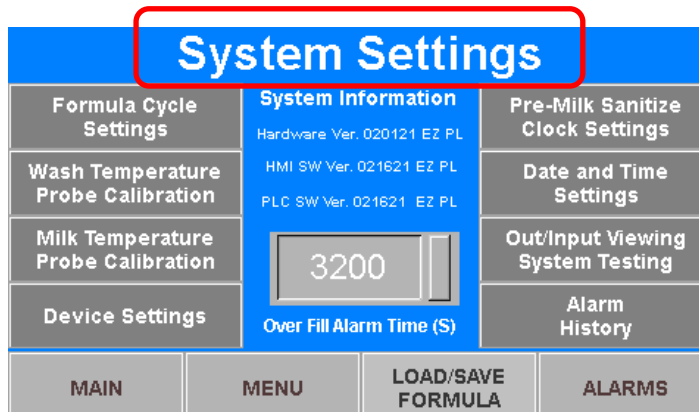 System Settings
Formula Cycle
Settings
Wash Temperature
Probe Calibration
Milk Temperature
Probe Calibration
Device Settings
System Information
Hardware Ver. 020121 EZ PL
HMI SW Ver. 021621 EZ PL
PLC SW Ver. 021621 EZ PL
3200
Over Fill Alarm Time (S)
Pre-Milk Sanitize
Clock Settings
Date and Time
Settings
Out/Input Viewing
System Testing
Alarm
History
MAIN
MENU
LOAD/SAVE
FORMULA
ALARMS